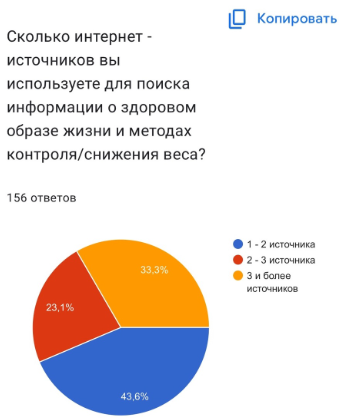 Копировать
Сколько интернет -
источников вы
используете для поиска
информации о здоровом
образе жизни и методах
контроля/снижения веса?
156 ответов
33,3%
23,1%
43,6%
1 - 2 источника
2 - 3 источника
3 и более
источников